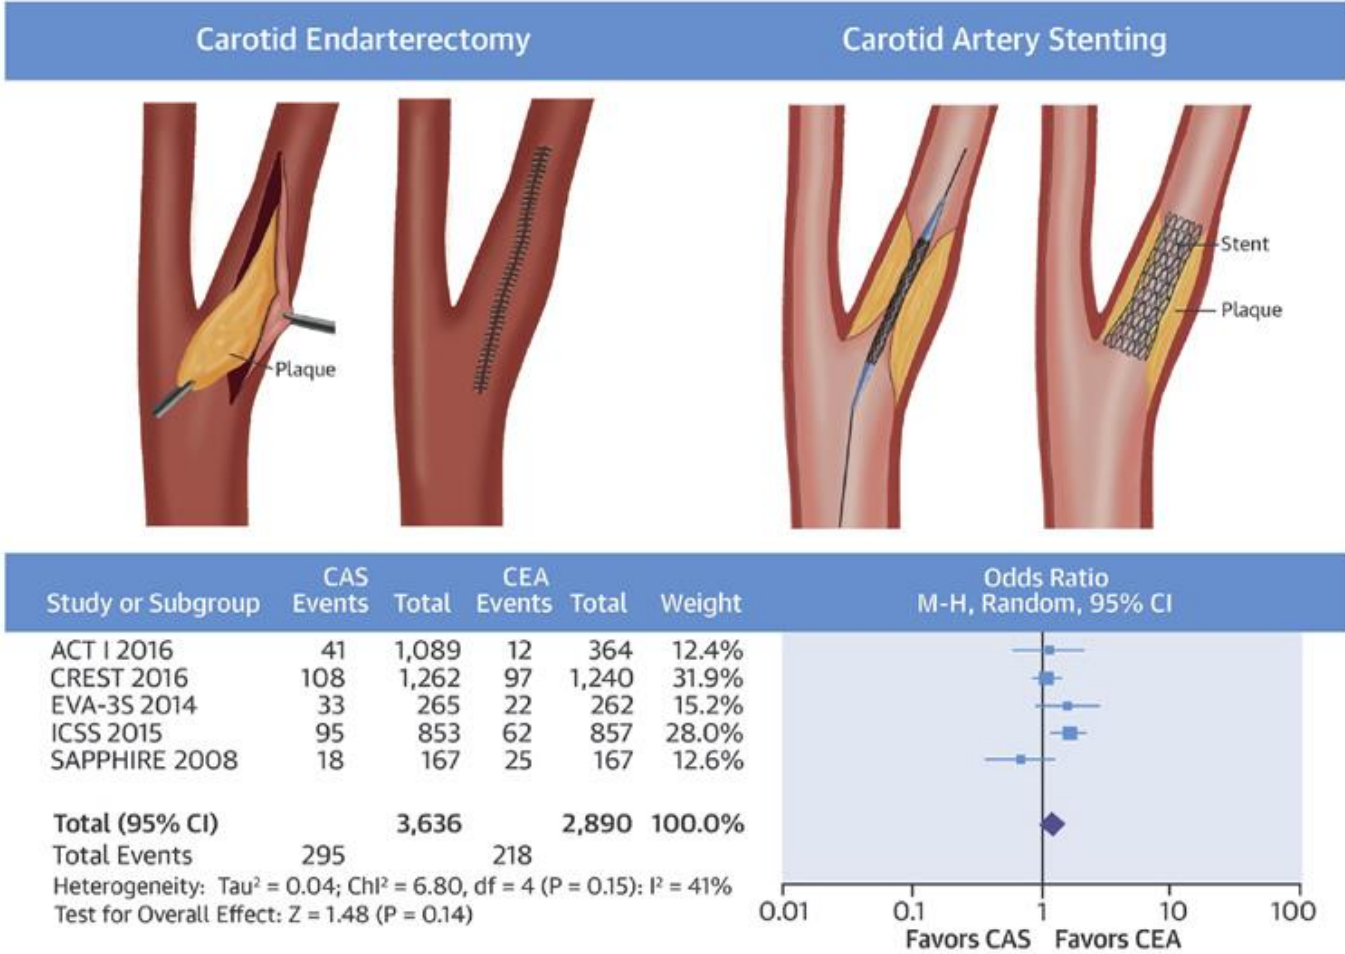 Carotid Endarterectomy
Carotid Artery Stenting
Plaque
Stent
Plaque
CAS CEA Odds Ratio
Study or Subgroup Events Total Events Total Weight M-H, Random, 95% CI
ACT I 2016 41 1,089 12 364 12.4%
CREST 2016 108 1,262 97 1,240 31.9%
EVA-3S 2014 33 265 22 262 15.2%
ICSS 2015 95 853 62 857 28.0%
SAPPHIRE 2008 18 167 25 167 12.6%
Total (95% CI) 3,636 2,890 100.0%
Total Events 295 218
Heterogeneity: Tau² = 0.04; ChI² = 6.80, df = 4 (P = 0.15): I² = 41%
Test for Overall Effect: Z = 1.48 (P = 0.14)
0.01 0.1 1 10 100
Favors CAS Favors CEA